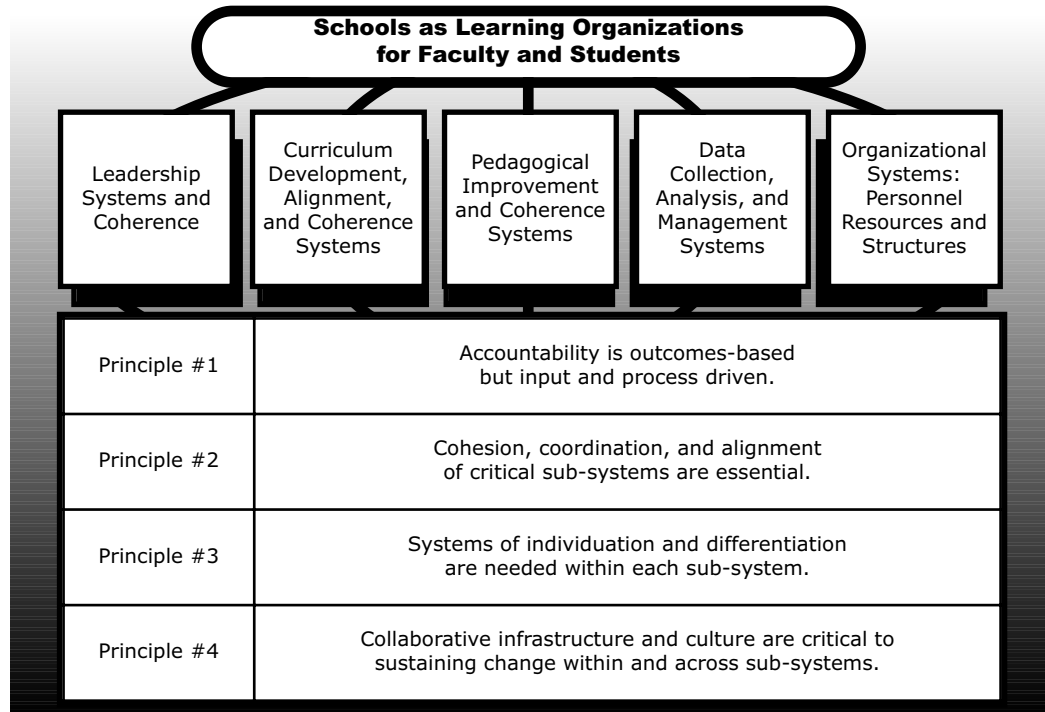 Schools as Learning Organizations
for Faculty and Students
Leadership
Systems and
Coherence
Curriculum
Development,
Alignment,
and Coherence
Systems
Pedagogical
Improvement
and Coherence
Systems
Data
Collection,
Analysis, and
Management
Systems
Organizational
Systems:
Personnel
Resources and
Structures
Principle #1
Accountability is outcomes-based
but input and process driven.
Principle #2
Cohesion, coordination, and alignment
of critical sub-systems are essential.
Principle #3
Systems of individuation and differentiation
are needed within each sub-system.
Principle #4
Collaborative infrastructure and culture are critical to
sustaining change within and across sub-systems.